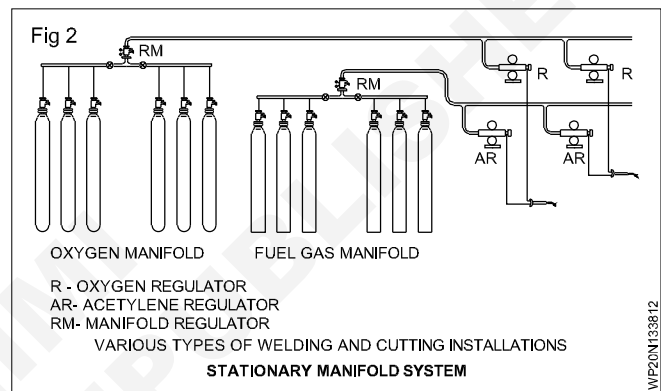 Fig 2
RM
RM
R
R
AR
AR
OXYGEN MANIFOLD
FUEL GAS MANIFOLD
R - OXYGEN REGULATOR
AR- ACETYLENE REGULATOR
RM- MANIFOLD REGULATOR
VARIOUS TYPES OF WELDING AND CUTTING INSTALLATIONS
STATIONARY MANIFOLD SYSTEM
WP20N133812